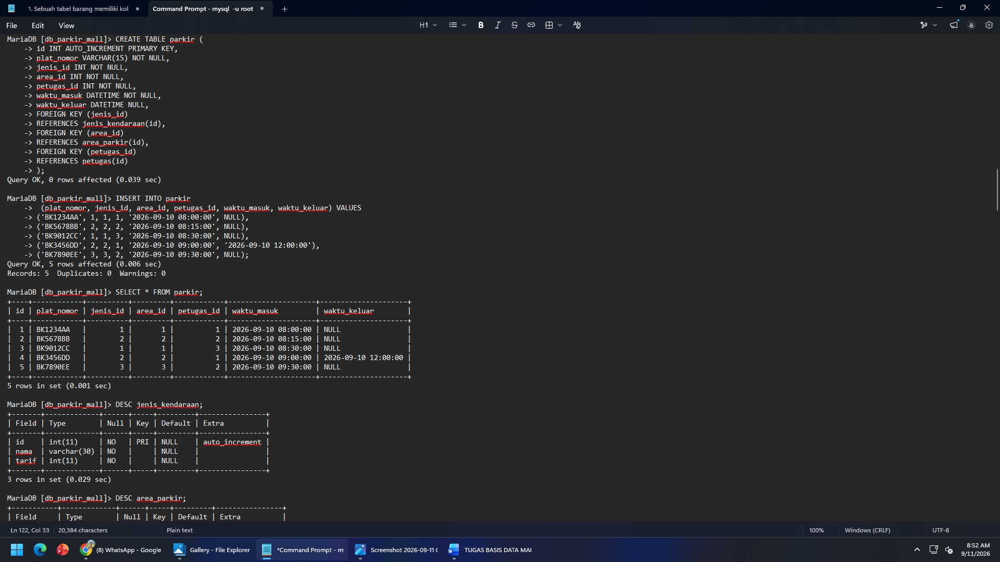 1. Sebuah tabel barang memiliki kol
Command Prompt - mysql -u root
File Edit View
H1
MariaDB [db_parkir_mall]> CREATE TABLE parkir (
    -> id INT AUTO_INCREMENT PRIMARY KEY,
    -> plat_nomor VARCHAR(15) NOT NULL,
    -> jenis_id INT NOT NULL,
    -> area_id INT NOT NULL,
    -> petugas_id INT NOT NULL,
    -> waktu_masuk DATETIME NOT NULL,
    -> waktu_keluar DATETIME NULL,
    -> FOREIGN KEY (jenis_id)
    -> REFERENCES jenis_kendaraan(id),
    -> FOREIGN KEY (area_id)
    -> REFERENCES area_parkir(id),
    -> FOREIGN KEY (petugas_id)
    -> REFERENCES petugas(id)
    -> );
Query OK, 0 rows affected (0.039 sec)
MariaDB [db_parkir_mall]> INSERT INTO parkir
    ->  (plat_nomor, jenis_id, area_id, petugas_id, waktu_masuk, waktu_keluar) VALUES
    -> ('BK1234AA', 1, 1, 1, '2026-09-10 08:00:00', NULL),
    -> ('BK5678BB', 2, 2, 2, '2026-09-10 08:15:00', NULL),
    -> ('BK9012CC', 1, 1, 3, '2026-09-10 08:30:00', NULL),
    -> ('BK3456DD', 2, 2, 1, '2026-09-10 09:00:00', '2026-09-10 12:00:00'),
    -> ('BK7890EE', 3, 3, 2, '2026-09-10 09:30:00', NULL);
Query OK, 5 rows affected (0.006 sec)
Records: 5  Duplicates: 0  Warnings: 0
MariaDB [db_parkir_mall]> SELECT * FROM parkir;
+----+------------+----------+---------+------------+---------------------+---------------------+
| id | plat_nomor | jenis_id | area_id | petugas_id | waktu_masuk         | waktu_keluar        |
+----+------------+----------+---------+------------+---------------------+---------------------+
|  1 | BK1234AA   |        1 |       1 |          1 | 2026-09-10 08:00:00 | NULL                |
|  2 | BK5678BB   |        2 |       2 |          2 | 2026-09-10 08:15:00 | NULL                |
|  3 | BK9012CC   |        1 |       1 |          3 | 2026-09-10 08:30:00 | NULL                |
|  4 | BK3456DD   |        2 |       2 |          1 | 2026-09-10 09:00:00 | 2026-09-10 12:00:00 |
|  5 | BK7890EE   |        3 |       3 |          2 | 2026-09-10 09:30:00 | NULL                |
+----+------------+----------+---------+------------+---------------------+---------------------+
5 rows in set (0.001 sec)
MariaDB [db_parkir_mall]> DESC jenis_kendaraan;
+-------+-------------+------+-----+---------+----------------+
| Field | Type        | Null | Key | Default | Extra          |
+-------+-------------+------+-----+---------+----------------+
| id    | int(11)     | NO   | PRI | NULL    | auto_increment |
| nama  | varchar(30) | NO   |     | NULL    |                |
| tarif | int(11)     | NO   |     | NULL    |                |
+-------+-------------+------+-----+---------+----------------+
3 rows in set (0.029 sec)
MariaDB [db_parkir_mall]> DESC area_parkir;
+-----------+-------------+------+-----+---------+----------------+
| Field     | Type        | Null | Key | Default | Extra          |
Ln 122, Col 33 20,384 characters Plain text 100% Windows (CRLF) UTF-8
(8) WhatsApp - Google Gallery - File Explorer *Command Prompt - my Screenshot 2026-09-11 TUGAS BASIS DATA MAI 8:52 AM
9/11/2026